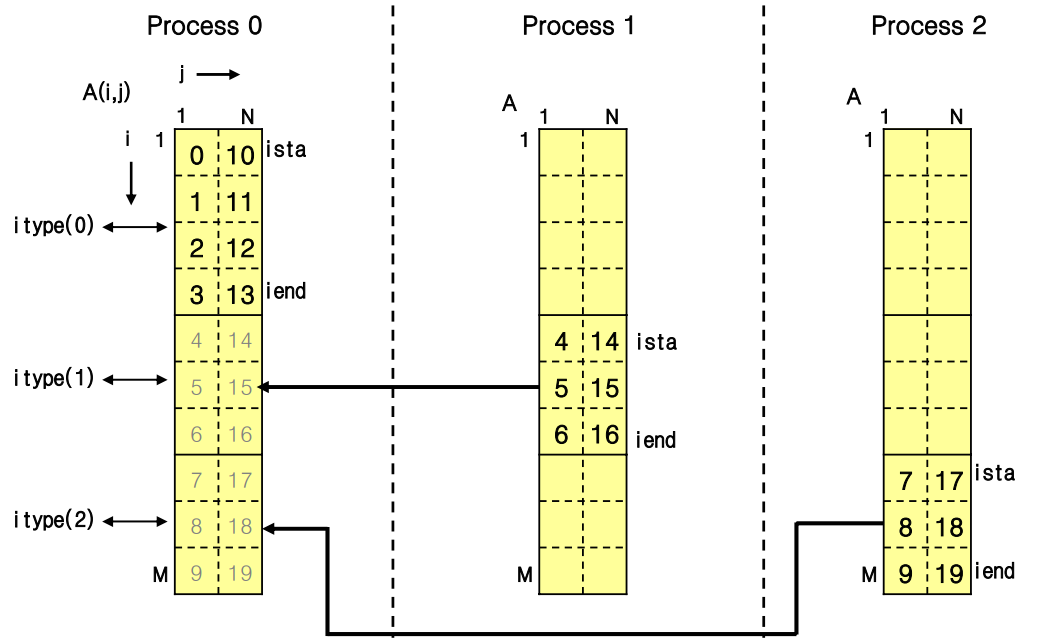 Process 0
Process 1
Process 2
j
A(i,j)
A
A
1 N
1 N
1 N
i
1
1
1
0 10 ista
1 11
itype(0)
2 12
3 13 iend
4 14
4 14 ista
itype(1)
5 15
5 15
6 16
6 16 iend
7 17
7 17 ista
itype(2)
8 18
8 18
M 9 19
M
M 9 19 iend